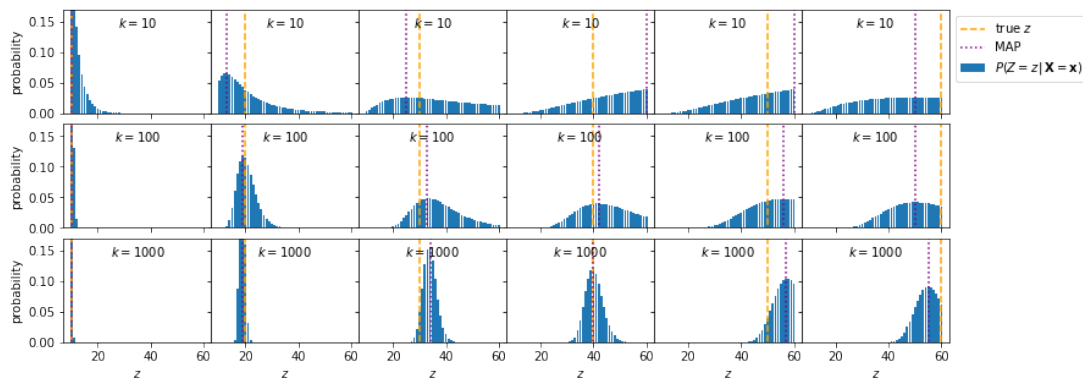 probability
0.15
0.10
0.05
0.00
k = 10
k = 10
k = 10
k = 10
k = 10
k = 10
true z
MAP
P(Z = z | X = x)
probability
0.15
0.10
0.05
0.00
k = 100
k = 100
k = 100
k = 100
k = 100
k = 100
probability
0.15
0.10
0.05
0.00
k = 1000
k = 1000
k = 1000
k = 1000
k = 1000
k = 1000
20 40 60 20 40 60 20 40 60 20 40 60 20 40 60 20 40 60
z z z z z z